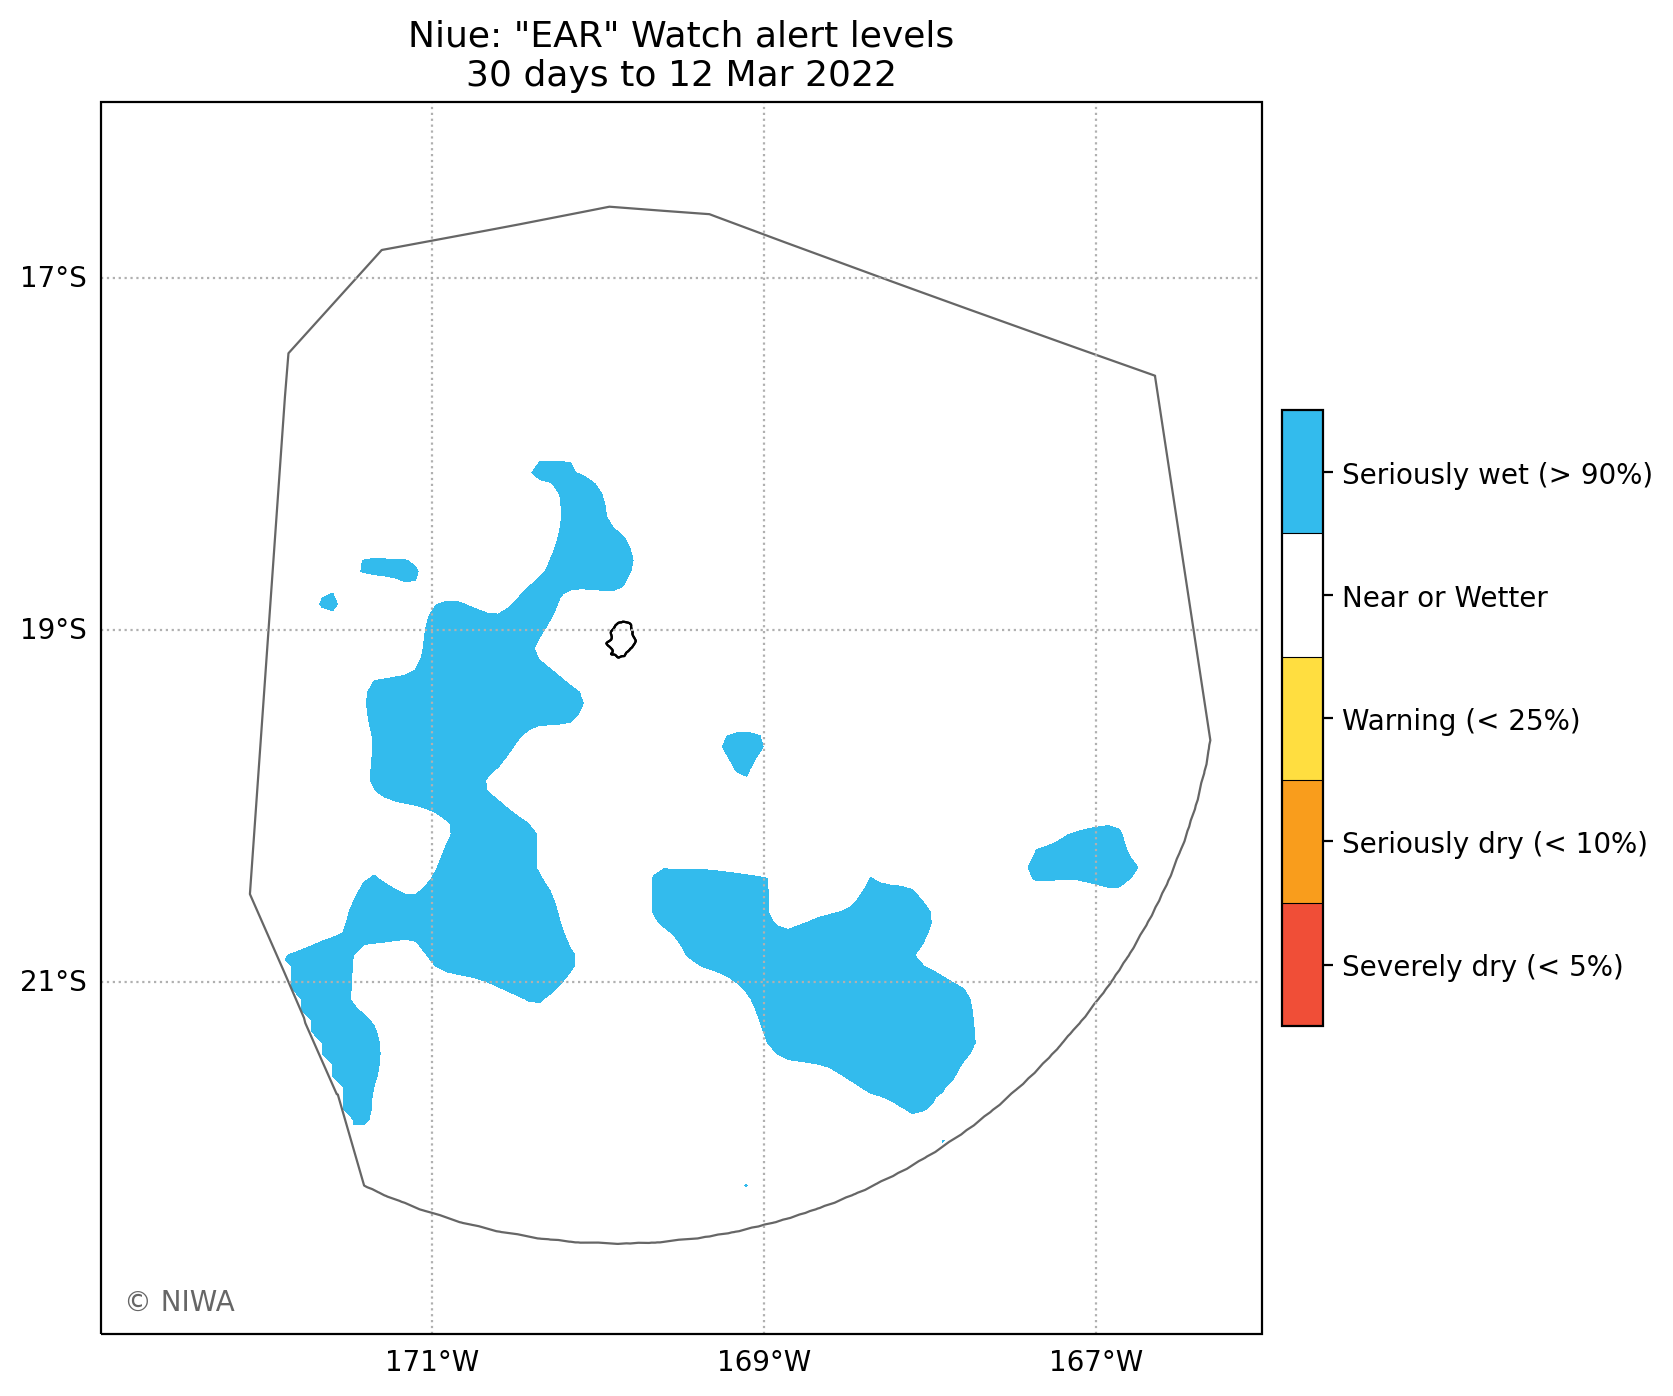 Niue: "EAR" Watch alert levels
30 days to 12 Mar 2022
17°S
19°S
21°S
171°W
169°W
167°W
Seriously wet (> 90%)
Near or Wetter
Warning (< 25%)
Seriously dry (< 10%)
Severely dry (< 5%)
© NIWA